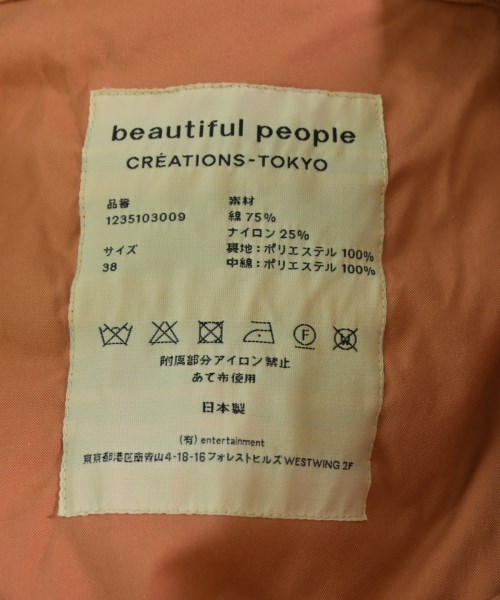 beautiful people
CRÉATIONS-TOKYO
品番
1235103009
サイズ
38
素材
綿 75%
ナイロン 25%
裏地:ポリエステル 100%
中綿:ポリエステル 100%
F
W
附属部分アイロン禁止
あて布使用
日本製
(有) entertainment
東京都港区南青山4-18-16フォレストヒルズ WESTWING 2F